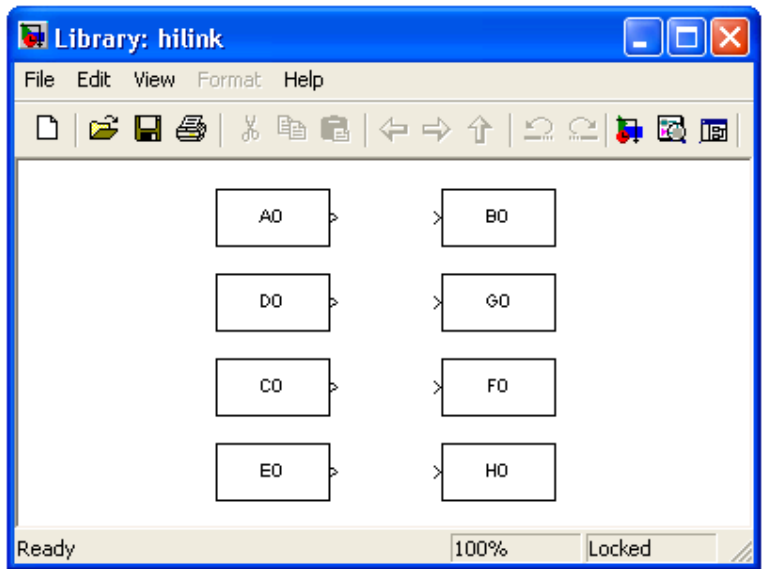 Library: hilink
File Edit View Format Help
A0 B0
D0 G0
C0 F0
E0 H0
Ready 100% Locked